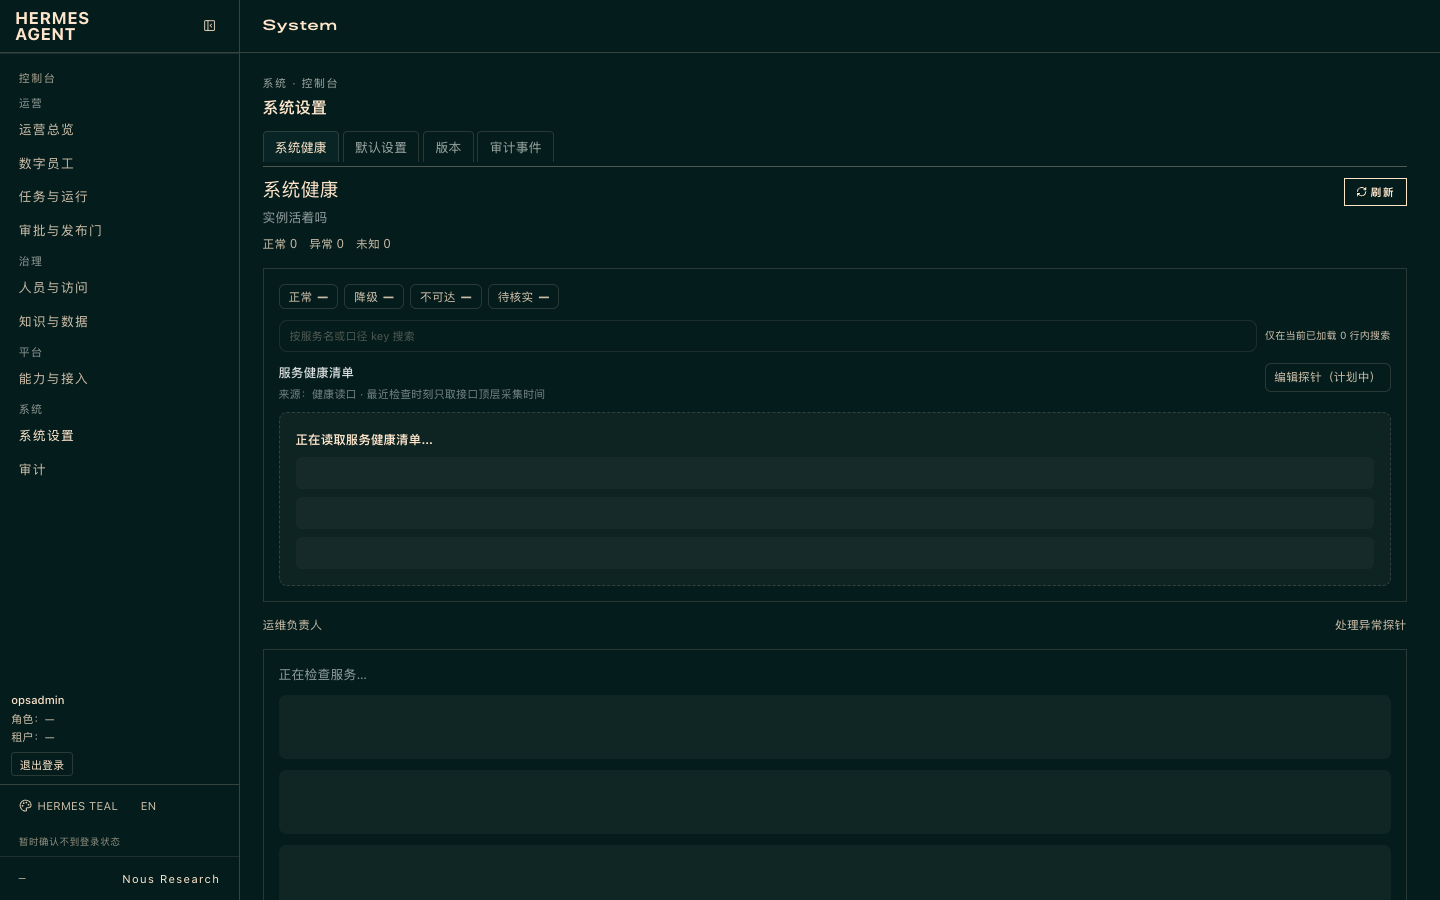 HERMES
AGENT
System
控制台
运营
运营总览
数字员工
任务与运行
审批与发布门
治理
人员与访问
知识与数据
平台
能力与接入
系统
系统设置
审计
opsadmin
角色: —
租户: —
退出登录
HERMES TEAL EN
暂时确认不到登录状态
— Nous Research
系统 · 控制台
系统设置
系统健康 默认设置 版本 审计事件
系统健康
刷新
实例活着吗
正常 0 异常 0 未知 0
正常 — 降级 — 不可达 — 待核实 —
按服务名或口径 key 搜索
仅在当前已加载 0 行内搜索
服务健康清单
编辑探针（计划中）
来源：健康读口 · 最近检查时刻只取接口顶层采集时间
正在读取服务健康清单...
运维负责人 处理异常探针
正在检查服务...